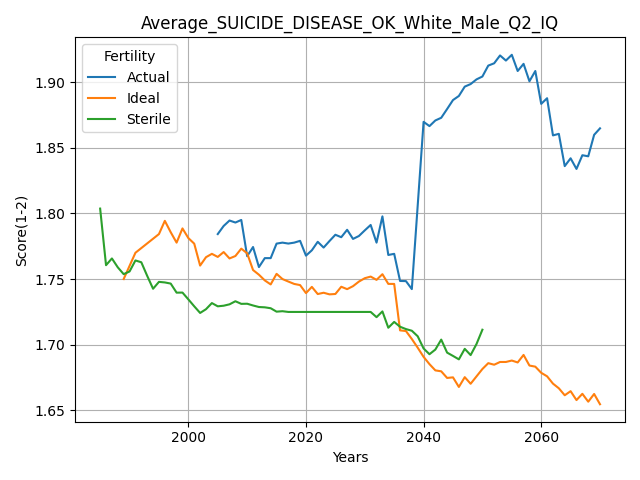 Average_SUICIDE_DISEASE_OK_White_Male_Q2_IQ
Fertility
Actual
Ideal
Sterile
Score(1-2)
1.90
1.85
1.80
1.75
1.70
1.65
2000
2020
2040
2060
Years